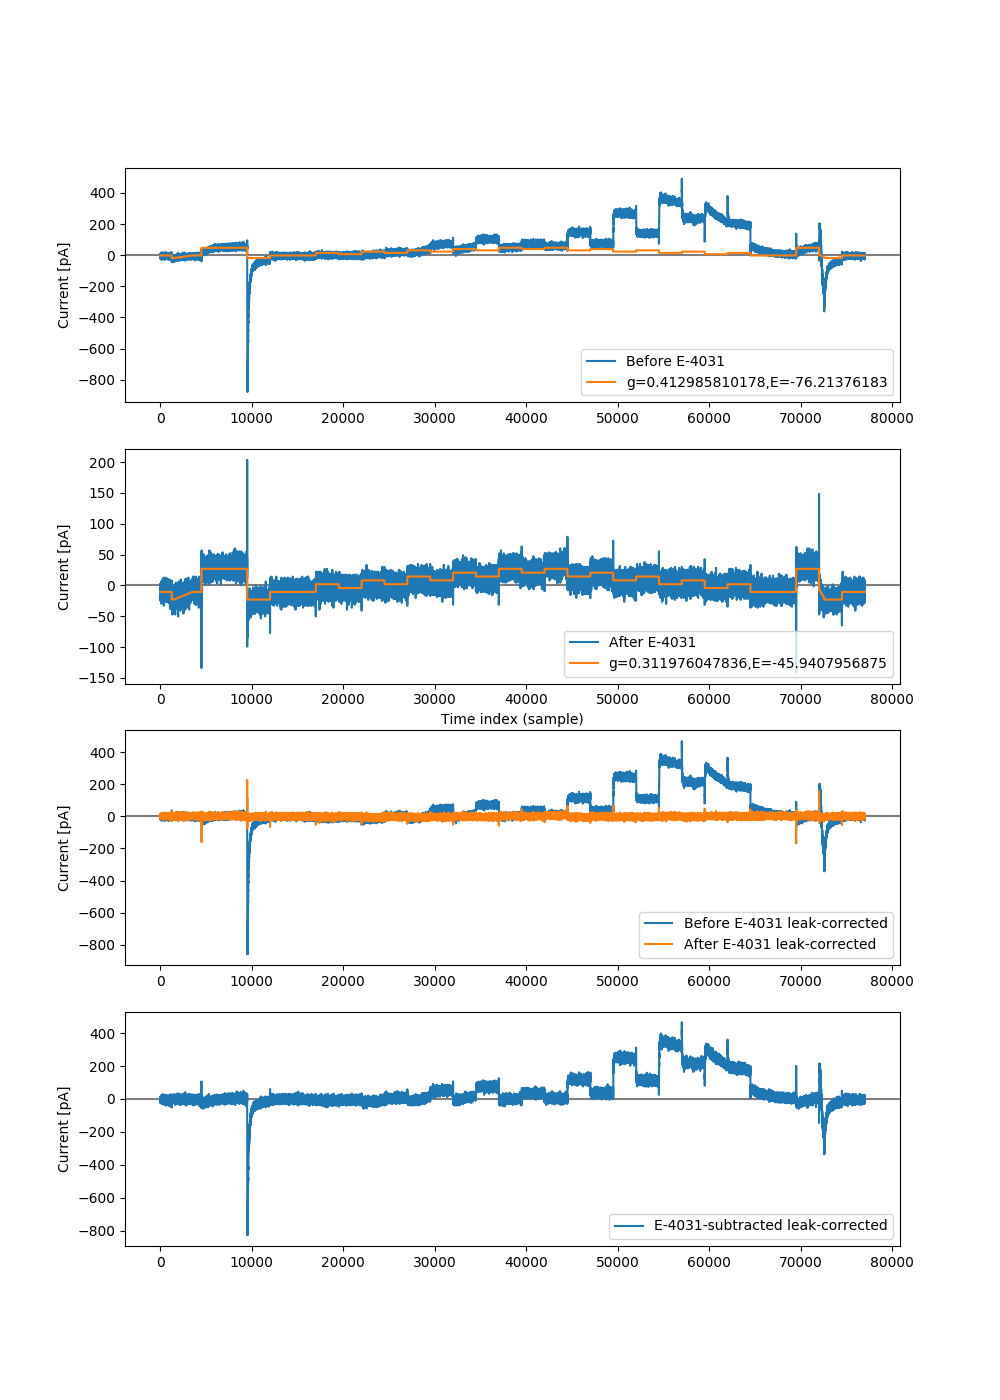 400
200
0
−200
−400
−600
−800
Current [pA]
Before E-4031
g=0.412985810178,E=-76.21376183
0 10000 20000 30000 40000 50000 60000 70000 80000
200
150
100
50
0
−50
−100
−150
Current [pA]
After E-4031
g=0.311976047836,E=-45.9407956875
0 10000 20000 30000 40000 50000 60000 70000 80000
Time index (sample)
400
200
0
−200
−400
−600
−800
Current [pA]
Before E-4031 leak-corrected
After E-4031 leak-corrected
0 10000 20000 30000 40000 50000 60000 70000 80000
400
200
0
−200
−400
−600
−800
Current [pA]
E-4031-subtracted leak-corrected
0 10000 20000 30000 40000 50000 60000 70000 80000